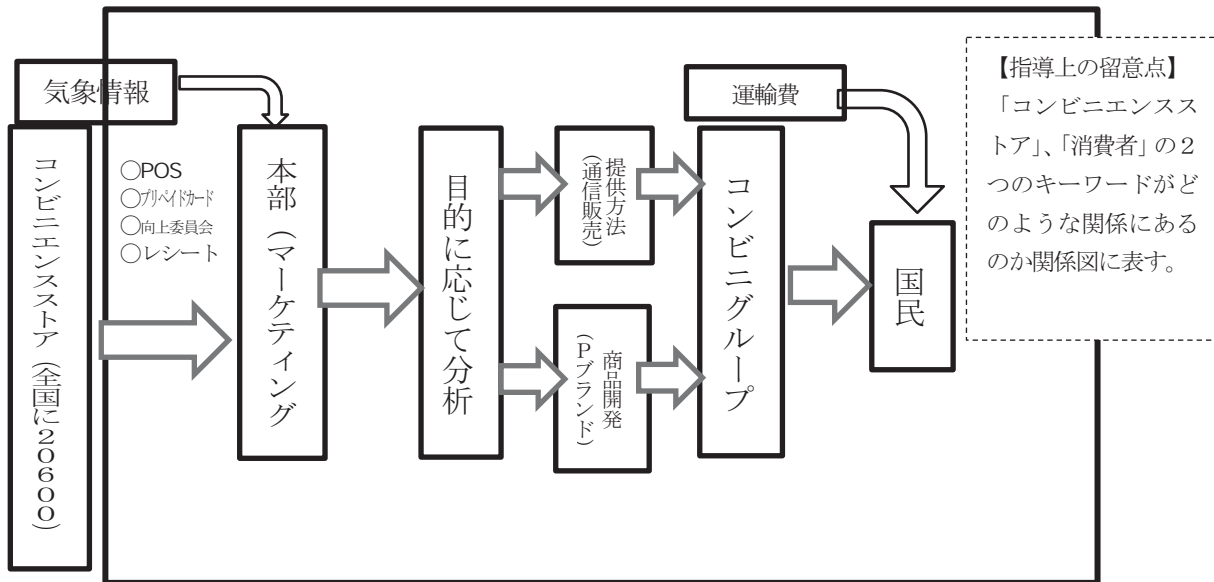 気象情報
コンビニエンスストア(全国に20600)
○POS
○プリペイドカード
○向上委員会
○レシート
本部(マーケティング
目的に応じて分析
提供方法
(通信販売)
商品開発
(Pブランド)
運輸費
コンビニグループ
国民
【指導上の留意点】
「コンビニエンスス
トア」、「消費者」の2
つのキーワードがど
のような関係にある
のか関係図に表す。